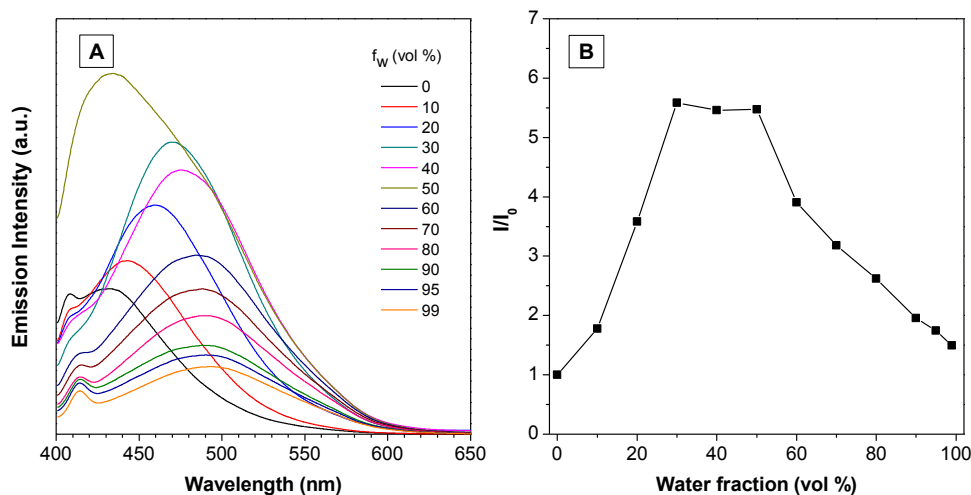 A
f_W (vol %)
0
10
20
30
40
50
60
70
80
90
95
99
Emission Intensity (a.u.)
400 450 500 550 600 650
Wavelength (nm)
B
7
6
5
4
3
2
1
0
I/I_0
0 20 40 60 80 100
Water fraction (vol %)